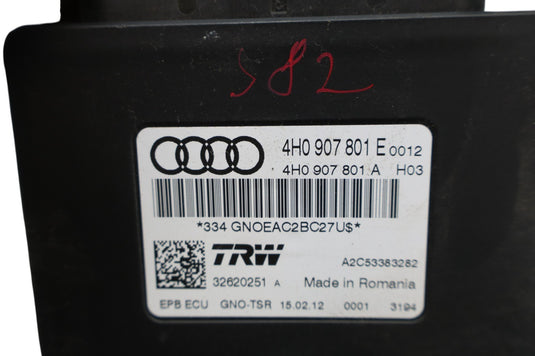 582
4H0 907 801 E 0012
4H0 907 801 A H03
*334 GNOEAC2BC27U$*
TRW A2C53383282
32620251 A Made in Romania
EPB ECU GNO-TSR 15.02.12 0001 3194